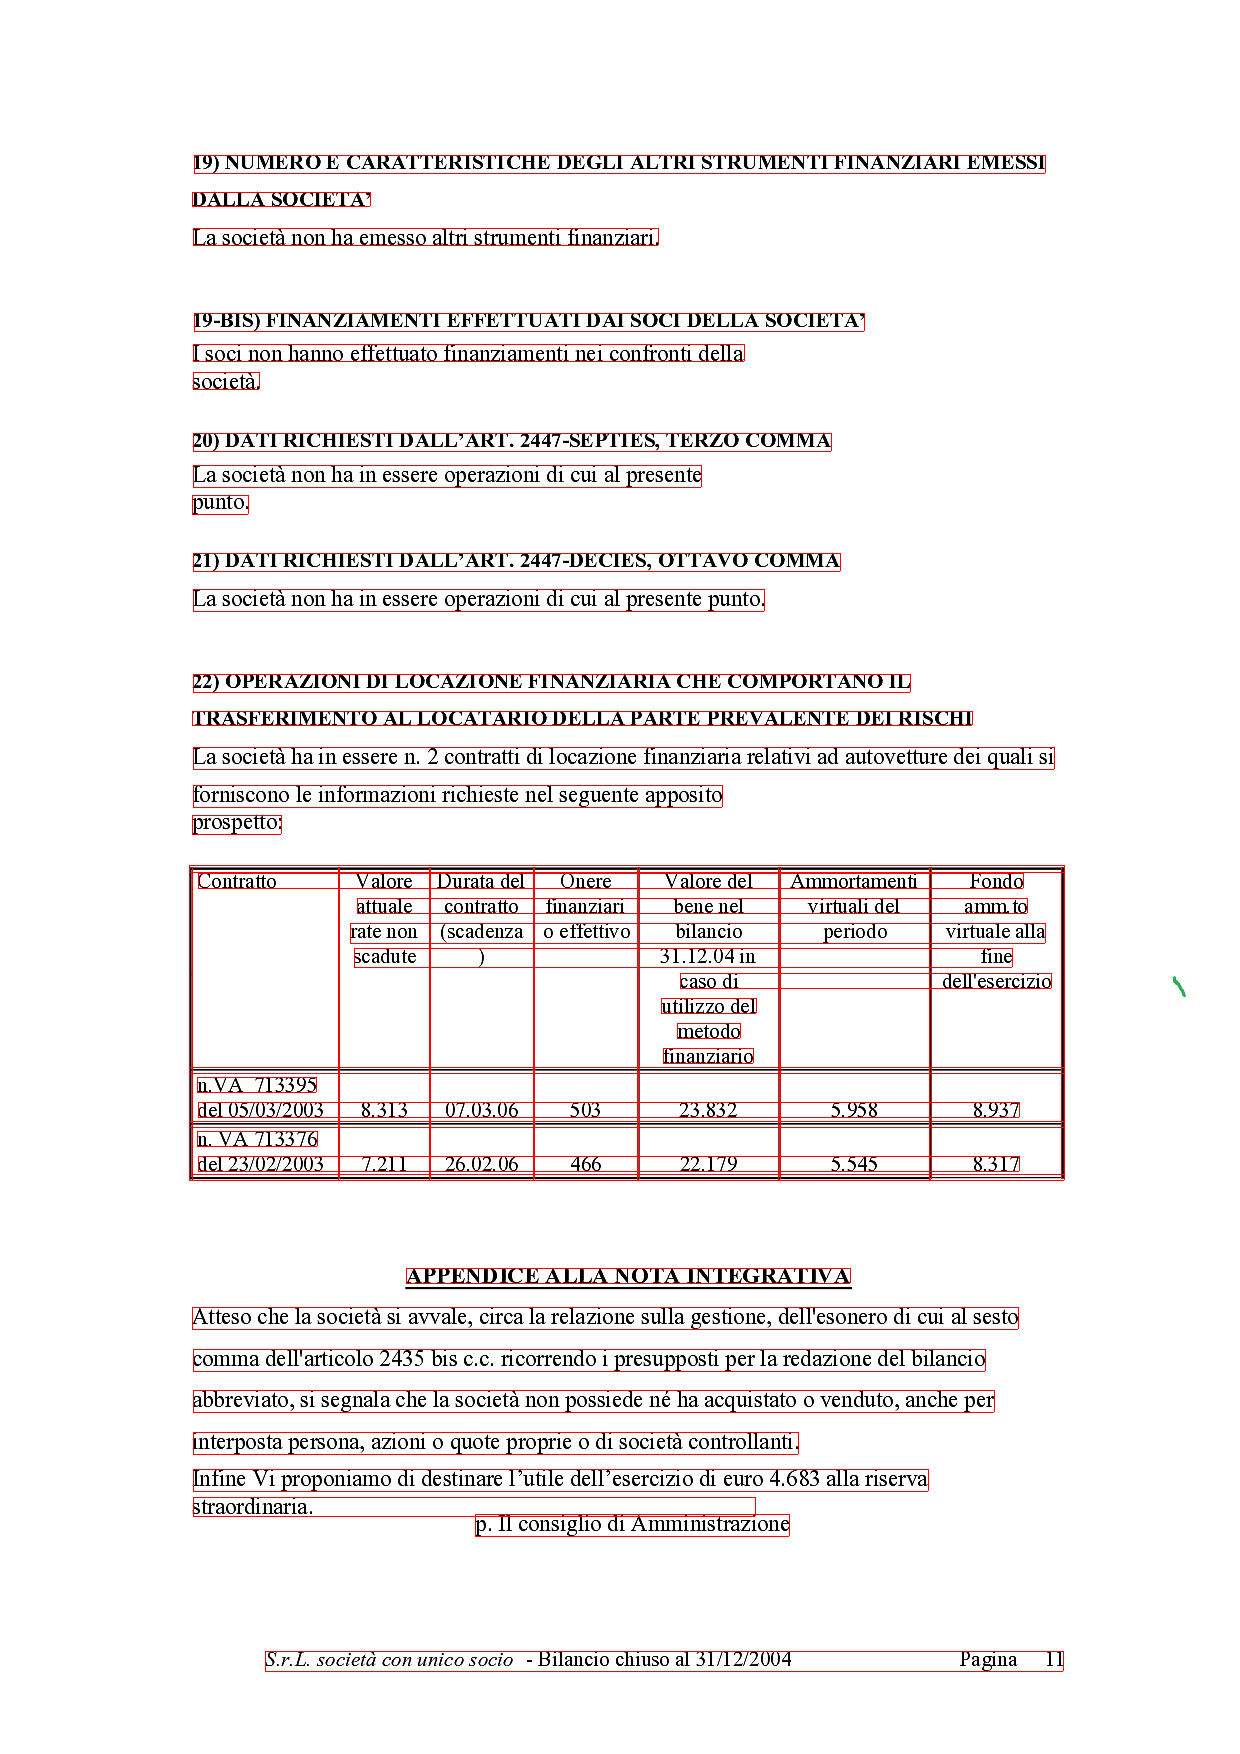 19) NUMERO E CARATTERISTICHE DEGLI ALTRI STRUMENTI FINANZIARI EMESSI
DALLA SOCIETA’
La società non ha emesso altri strumenti finanziari.
19-BIS) FINANZIAMENTI EFFETTUATI DAI SOCI DELLA SOCIETA’
I soci non hanno effettuato finanziamenti nei confronti della
società.
20) DATI RICHIESTI DALL’ART. 2447-SEPTIES, TERZO COMMA
La società non ha in essere operazioni di cui al presente
punto.
21) DATI RICHIESTI DALL’ART. 2447-DECIES, OTTAVO COMMA
La società non ha in essere operazioni di cui al presente punto.
22) OPERAZIONI DI LOCAZIONE FINANZIARIA CHE COMPORTANO IL
TRASFERIMENTO AL LOCATARIO DELLA PARTE PREVALENTE DEI RISCHI
La società ha in essere n. 2 contratti di locazione finanziaria relativi ad autovetture dei quali si
forniscono le informazioni richieste nel seguente apposito
prospetto:
Contratto Valore Durata del Onere Valore del Ammortamenti Fondo
attuale contratto finanziari bene nel virtuali del amm.to
rate non (scadenza o effettivo bilancio periodo virtuale alla
scadute ) 31.12.04 in fine
caso di dell'esercizio
utilizzo del
metodo
finanziario
n.VA 713395
del 05/03/2003 8.313 07.03.06 503 23.832 5.958 8.937
n. VA 713376
del 23/02/2003 7.211 26.02.06 466 22.179 5.545 8.317
APPENDICE ALLA NOTA INTEGRATIVA
Atteso che la società si avvale, circa la relazione sulla gestione, dell'esonero di cui al sesto
comma dell'articolo 2435 bis c.c. ricorrendo i presupposti per la redazione del bilancio
abbreviato, si segnala che la società non possiede né ha acquistato o venduto, anche per
interposta persona, azioni o quote proprie o di società controllanti.
Infine Vi proponiamo di destinare l’utile dell’esercizio di euro 4.683 alla riserva
straordinaria.
p. Il consiglio di Amministrazione
S.r.L. società con unico socio - Bilancio chiuso al 31/12/2004 Pagina 11